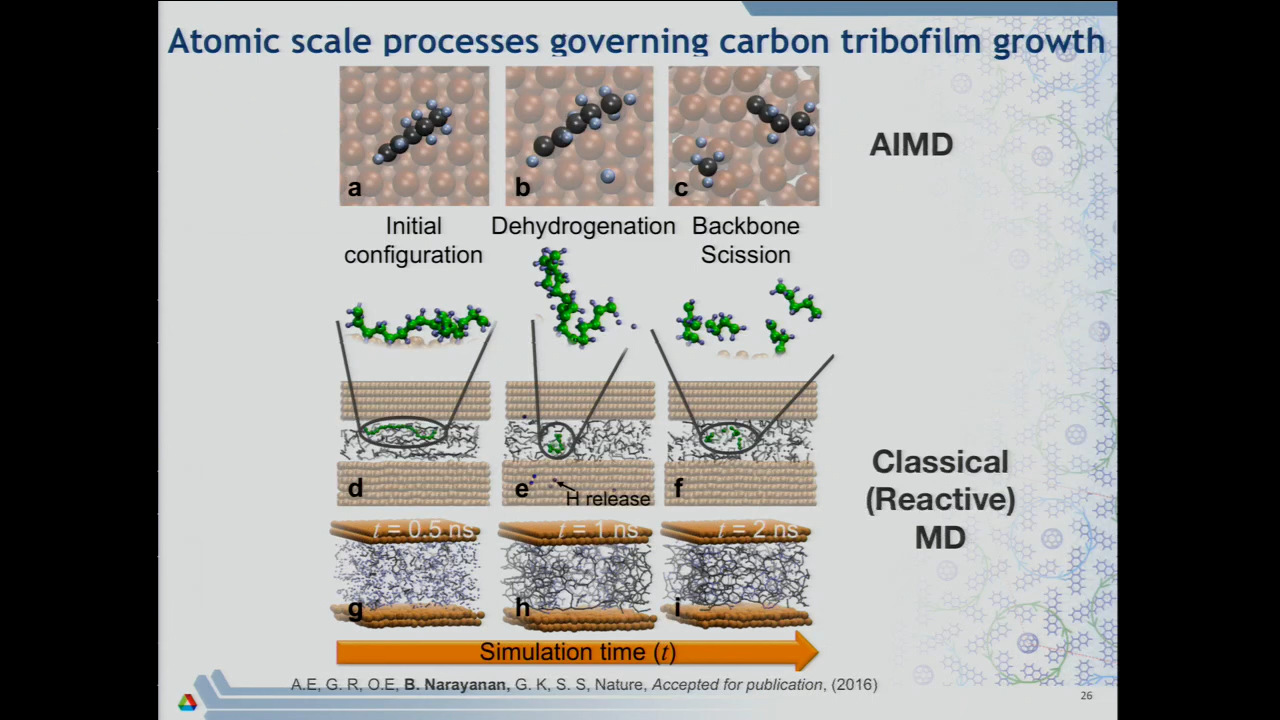 Atomic scale processes governing carbon tribofilm growth
a
b
c
AIMD
Initial
configuration
Dehydrogenation
Backbone
Scission
d
e
H release
f
Classical
(Reactive)
MD
t = 0.5 ns
t = 1 ns
t = 2 ns
g
h
i
Simulation time (t)
A.E, G. R, O.E, B. Narayanan, G. K, S. S, Nature, Accepted for publication, (2016)
26